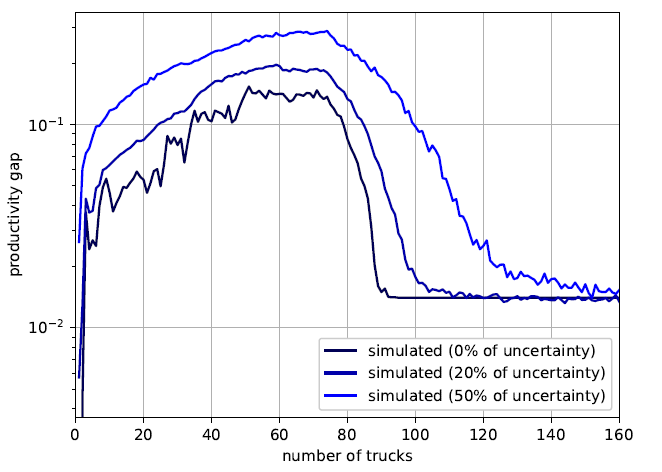 productivity gap
10⁻¹
10⁻²
simulated (0% of uncertainty)
simulated (20% of uncertainty)
simulated (50% of uncertainty)
0 20 40 60 80 100 120 140 160
number of trucks